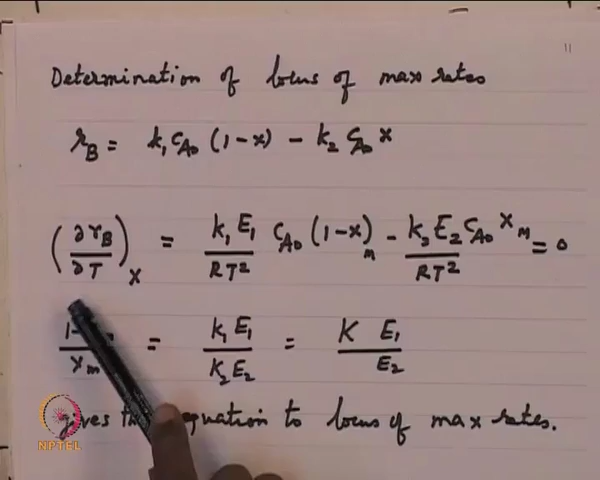 11
Determination of locus of max rates
r_B = k_1 C_A0 (1-x) - k_2 C_A0 x
(∂r_B/∂T)_x = k_1 E_1/RT^2 C_A0 (1-x)_m - k_2 E_2 C_A0 x_M/RT^2 = 0
/x_m = k_1 E_1/k_2 E_2 = K E_1/E_2
equation to locus of max rates.
NPTEL